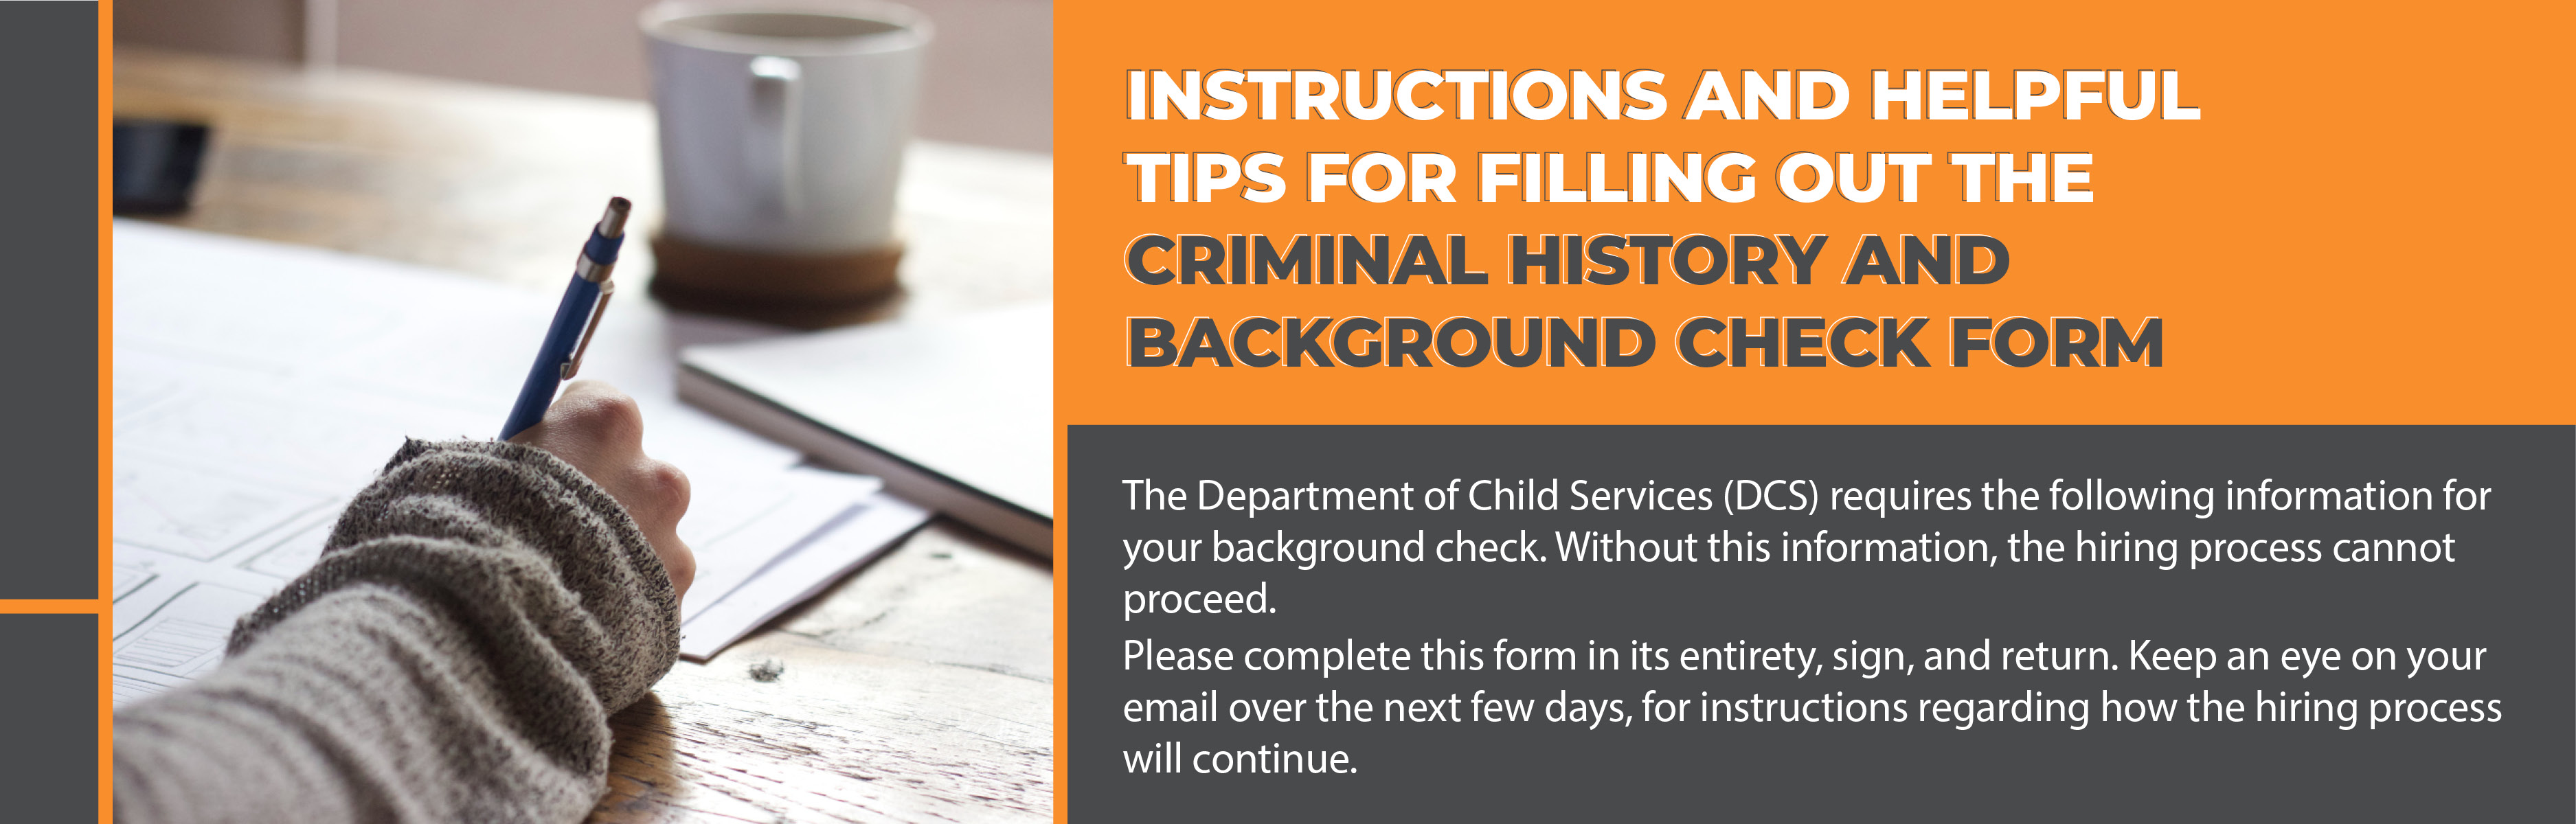 INSTRUCTIONS AND HELPFUL
TIPS FOR FILLING OUT THE
CRIMINAL HISTORY AND
BACKGROUND CHECK FORM
The Department of Child Services (DCS) requires the following information for
your background check. Without this information, the hiring process cannot
proceed.
Please complete this form in its entirety, sign, and return. Keep an eye on your
email over the next few days, for instructions regarding how the hiring process
will continue.